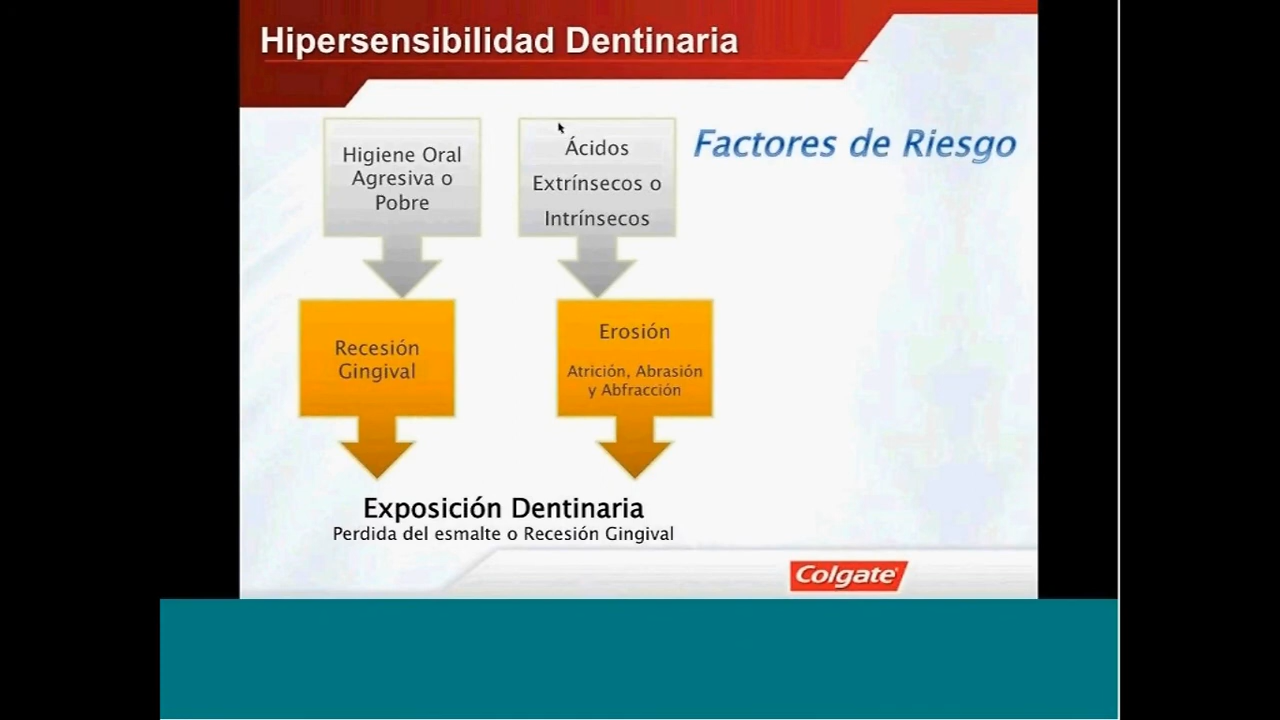 Hipersensibilidad Dentinaria
Factores de Riesgo
Higiene Oral
Agresiva o
Pobre
Ácidos
Extrínsecos o
Intrínsecos
Recesión
Gingival
Erosión
Atrición, Abrasión
y Abfracción
Exposición Dentinaria
Perdida del esmalte o Recesión Gingival
Colgate